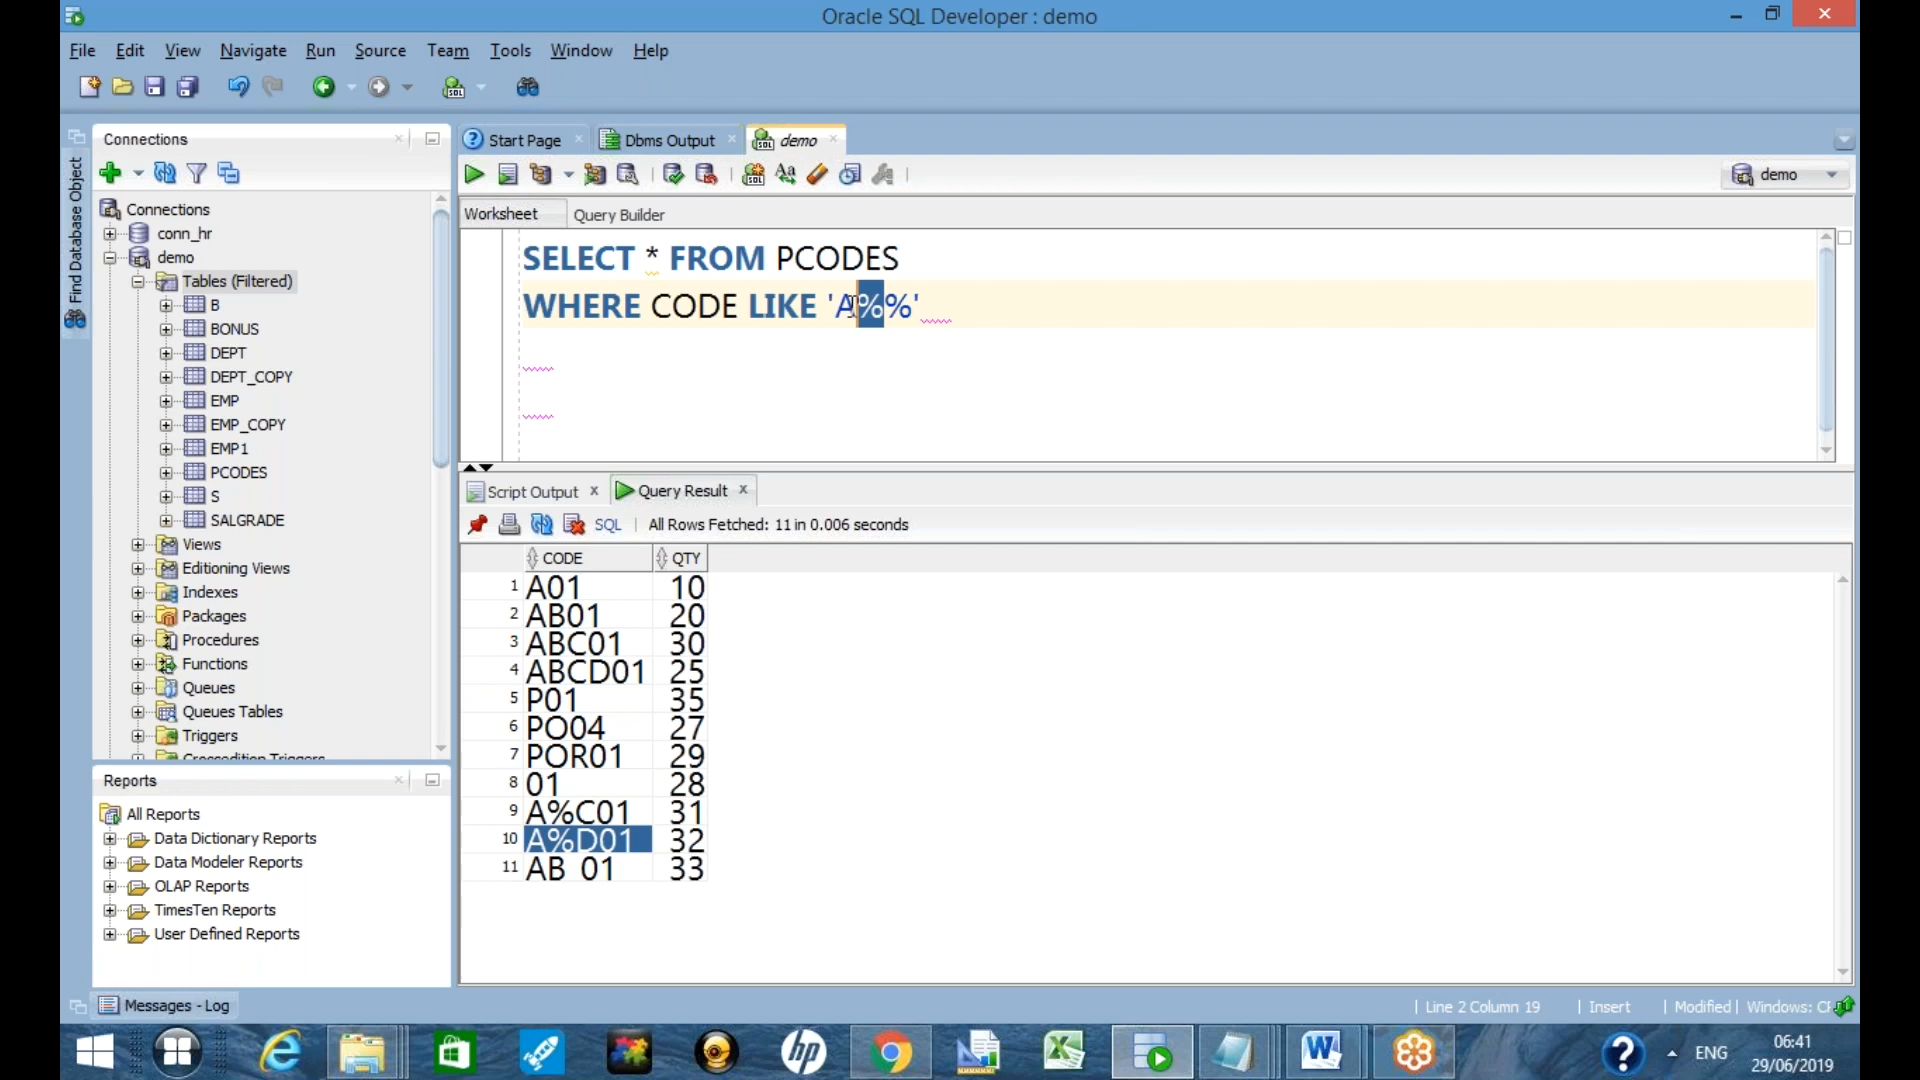 Oracle SQL Developer : demo
File Edit View Navigate Run Source Team Tools Window Help
Find Database Object
Connections
Connections
conn_hr
demo
Tables (Filtered)
B
BONUS
DEPT
DEPT_COPY
EMP
EMP_COPY
EMP1
PCODES
S
SALGRADE
Views
Editioning Views
Indexes
Packages
Procedures
Functions
Queues
Queues Tables
Triggers
Crossedition Triggers
Reports
All Reports
Data Dictionary Reports
Data Modeler Reports
OLAP Reports
TimesTen Reports
User Defined Reports
Start Page Dbms Output demo
demo
Worksheet Query Builder
SELECT * FROM PCODES
WHERE CODE LIKE 'A%%'
Script Output Query Result
SQL All Rows Fetched: 11 in 0.006 seconds
CODE QTY
1 A01 10
2 AB01 20
3 ABC01 30
4 ABCD01 25
5 P01 35
6 PO04 27
7 POR01 29
8 01 28
9 A%C01 31
10 A%D01 32
11 AB 01 33
Messages - Log
Line 2 Column 19 Insert Modified Windows:
ENG
06:41
29/06/2019